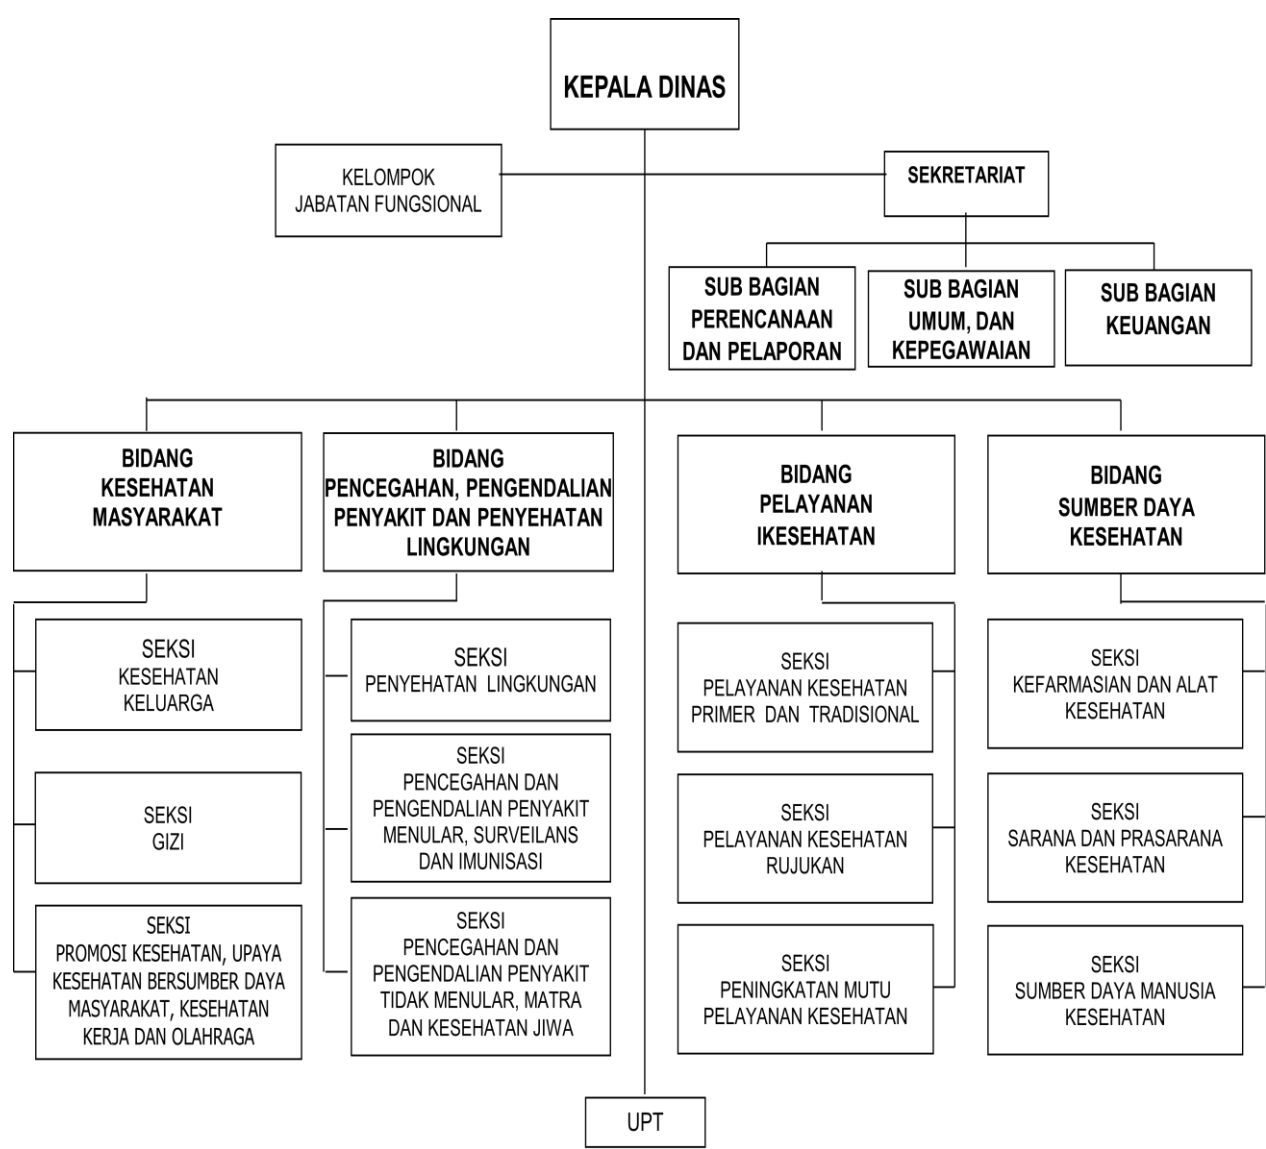 KEPALA DINAS
KELOMPOK
JABATAN FUNGSIONAL
SEKRETARIAT
SUB BAGIAN
PERENCANAAN
DAN PELAPORAN
SUB BAGIAN
UMUM, DAN
KEPEGAWAIAN
SUB BAGIAN
KEUANGAN
BIDANG
KESEHATAN
MASYARAKAT
BIDANG
PENCEGAHAN, PENGENDALIAN
PENYAKIT DAN PENYEHATAN
LINGKUNGAN
BIDANG
PELAYANAN
IKESEHATAN
BIDANG
SUMBER DAYA
KESEHATAN
SEKSI
KESEHATAN
KELUARGA
SEKSI
GIZI
SEKSI
PROMOSI KESEHATAN, UPAYA
KESEHATAN BERSUMBER DAYA
MASYARAKAT, KESEHATAN
KERJA DAN OLAHRAGA
SEKSI
PENYEHATAN LINGKUNGAN
SEKSI
PENCEGAHAN DAN
PENGENDALIAN PENYAKIT
MENULAR, SURVEILANS
DAN IMUNISASI
SEKSI
PENCEGAHAN DAN
PENGENDALIAN PENYAKIT
TIDAK MENULAR, MATRA
DAN KESEHATAN JIWA
SEKSI
PELAYANAN KESEHATAN
PRIMER DAN TRADISIONAL
SEKSI
PELAYANAN KESEHATAN
RUJUKAN
SEKSI
PENINGKATAN MUTU
PELAYANAN KESEHATAN
SEKSI
KEFARMASIAN DAN ALAT
KESEHATAN
SEKSI
SARANA DAN PRASARANA
KESEHATAN
SEKSI
SUMBER DAYA MANUSIA
KESEHATAN
UPT